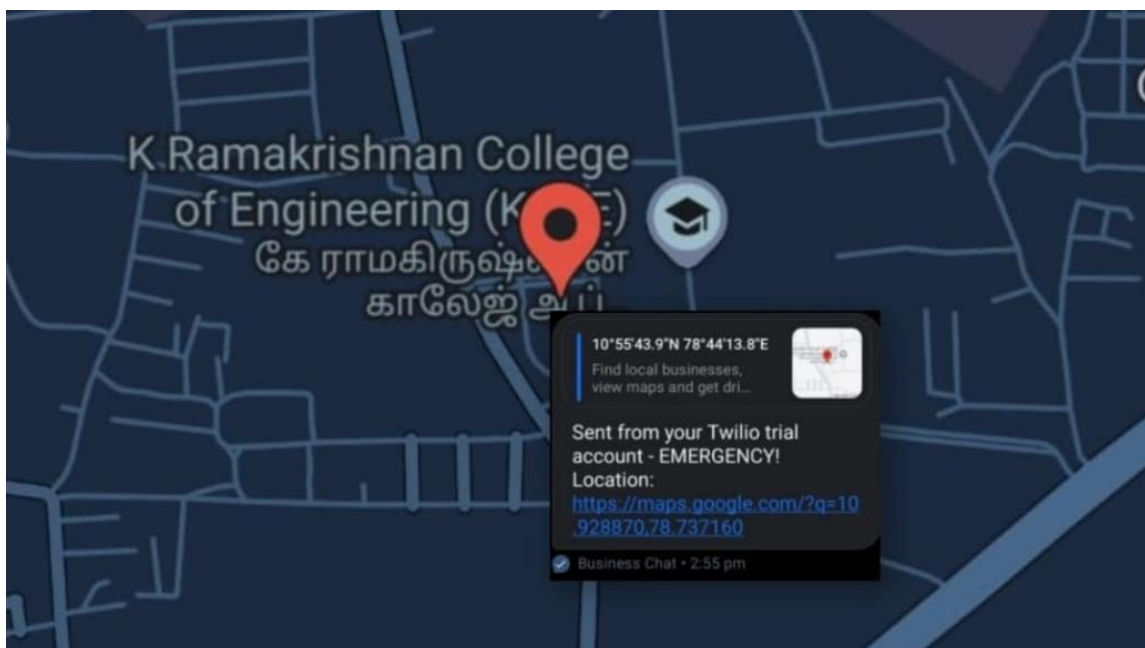 K.Ramakrishnan College
of Engineering
கே
காலேஜ்
10°55'43.9"N 78°44'13.8"E
Find local businesses,
view maps and get dri...
Sent from your Twilio trial
account - EMERGENCY!
Location:
https://maps.google.com/?q=10
.928870,78.737160
Business Chat • 2:55 pm